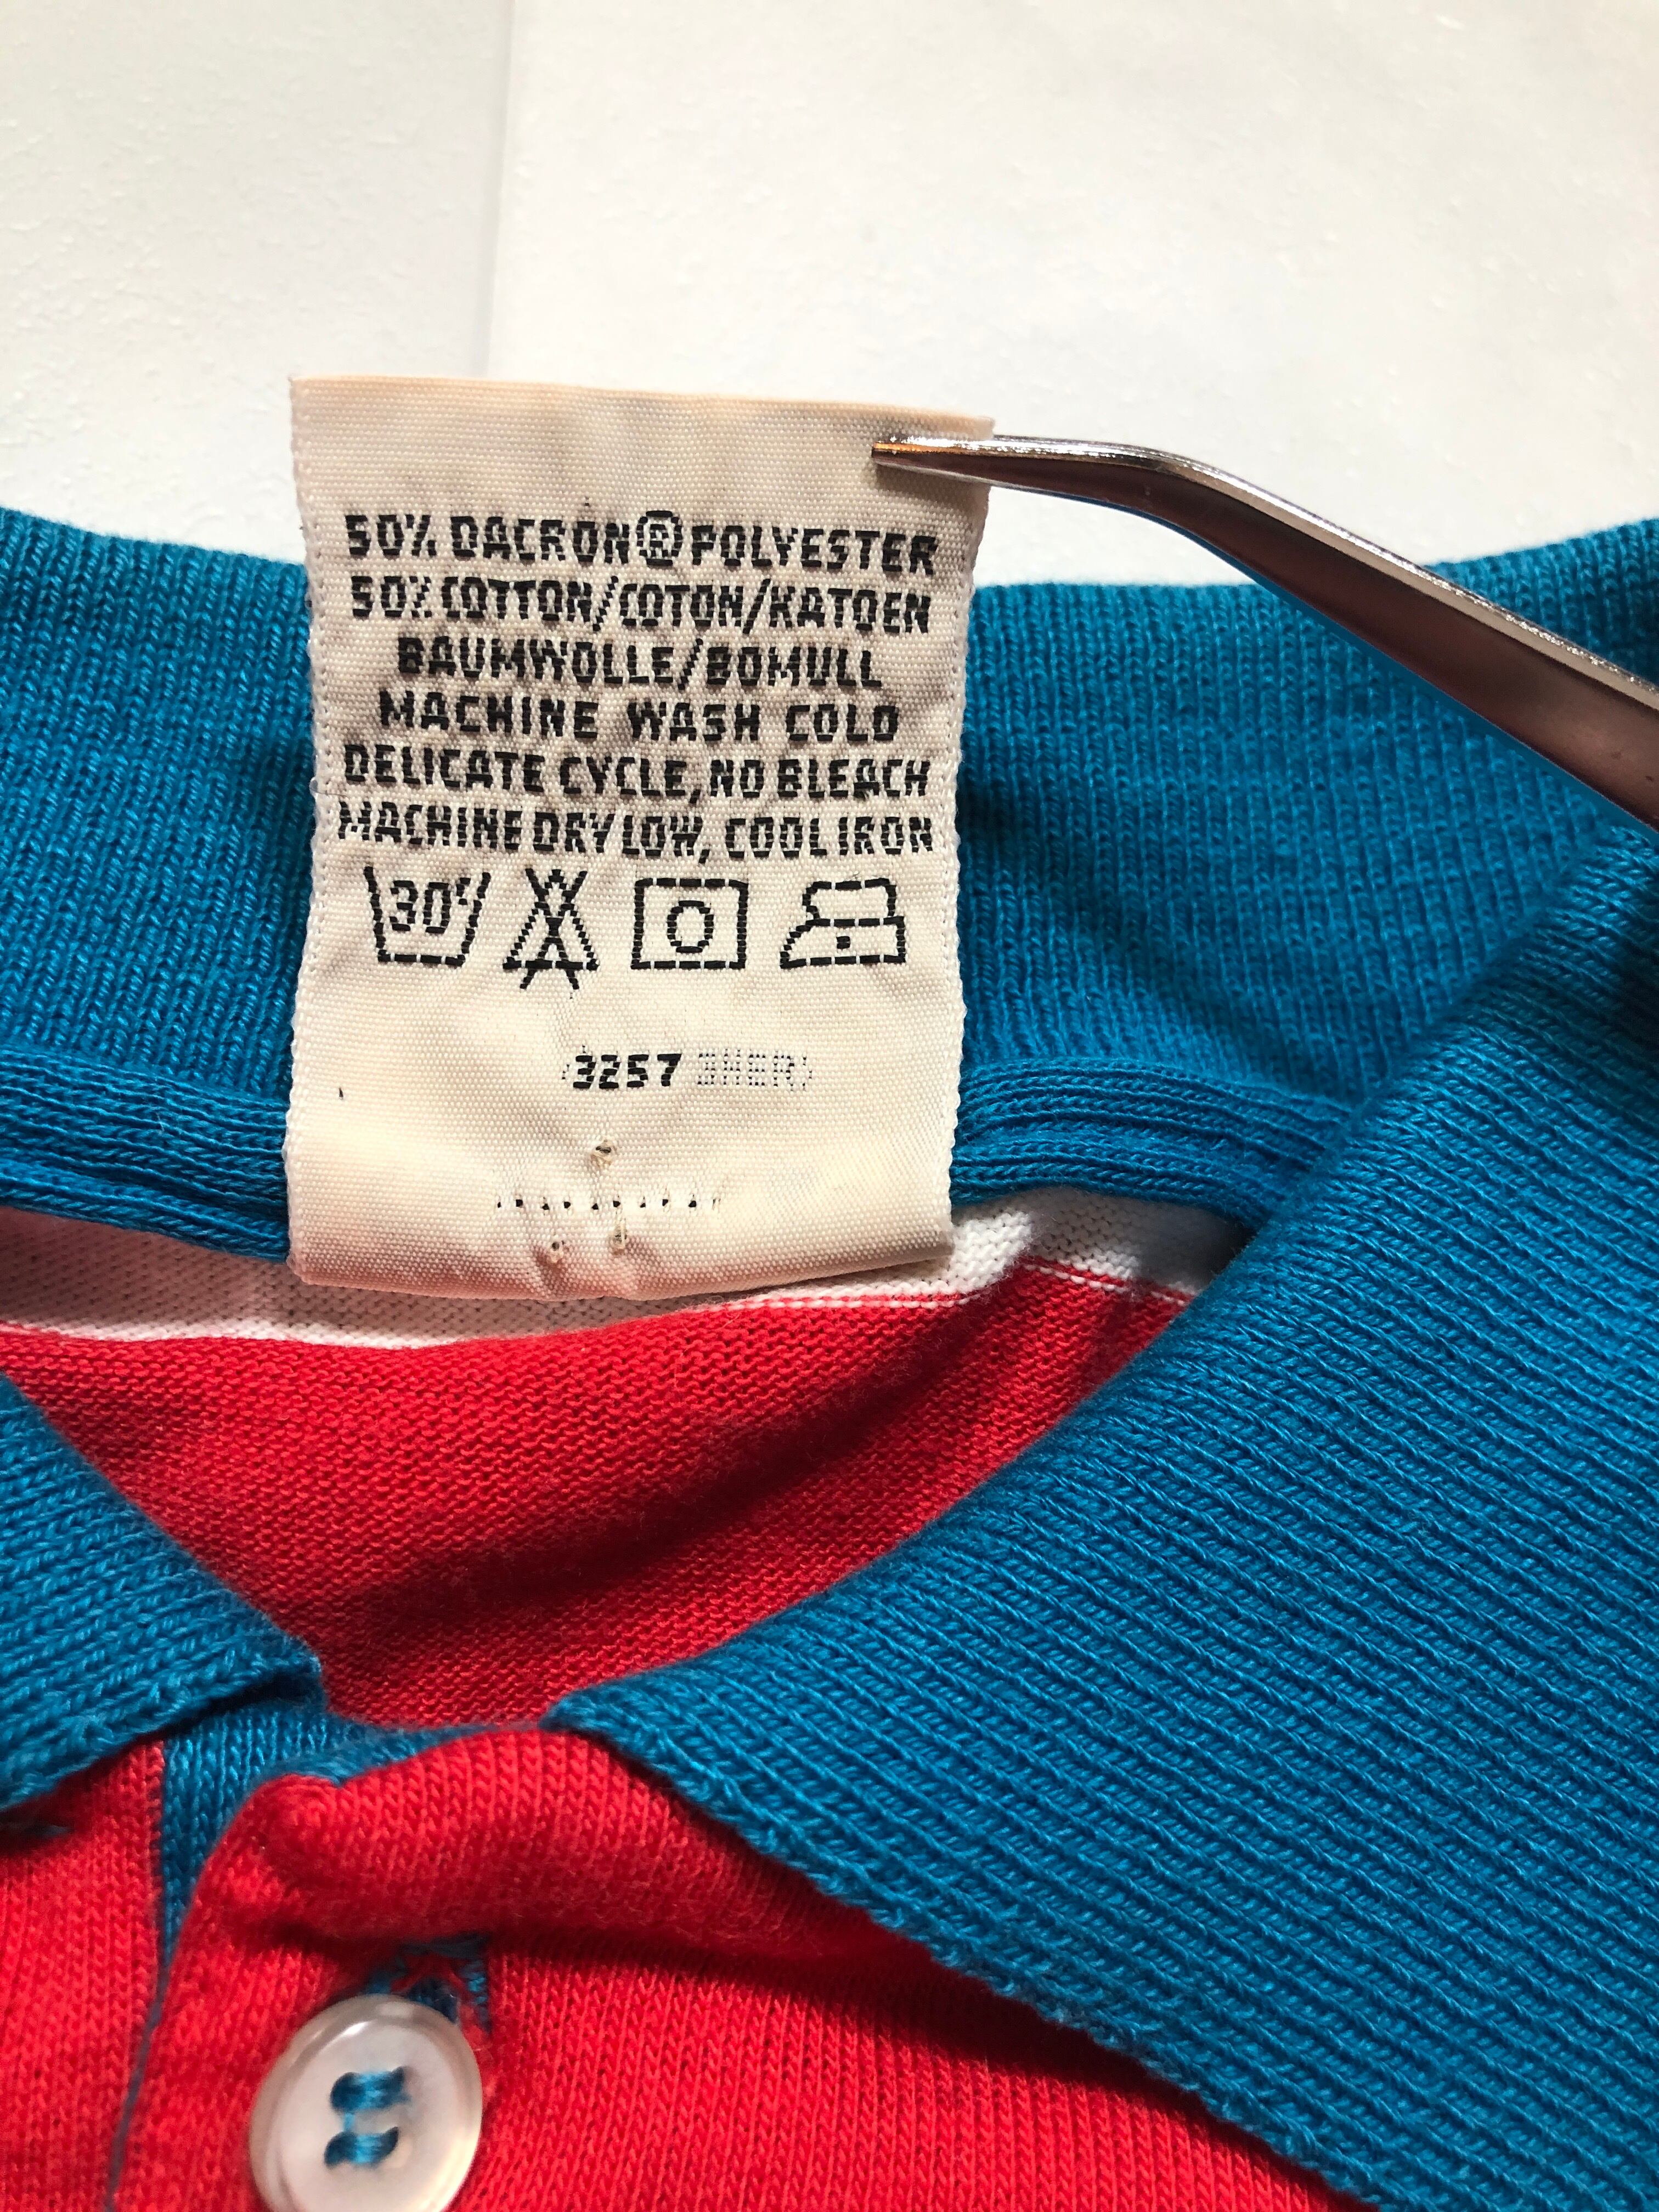 50% DACRON® POLYESTER
50% COTTON/COTON/KATOEN
BAUMWOLLE/BOMULL
MACHINE WASH COLD
DELICATE CYCLE, NO BLEACH
MACHINE DRY LOW, COOL IRON
30°
(3257